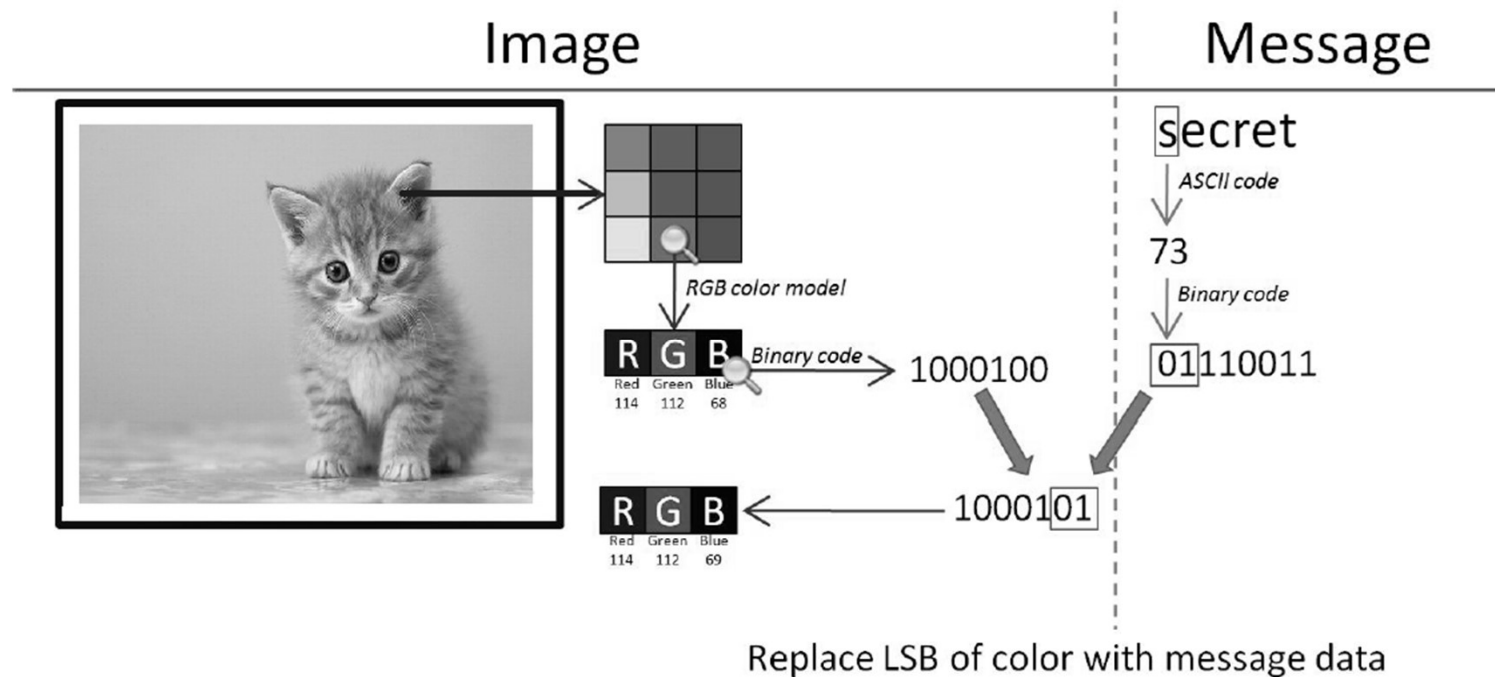 Image
Message
secret
ASCII code
73
RGB color model
Binary code
R G B
Binary code
1000100
01110011
Red Green Blue
114 112 68
R G B
1000101
Red Green Blue
114 112 69
Replace LSB of color with message data